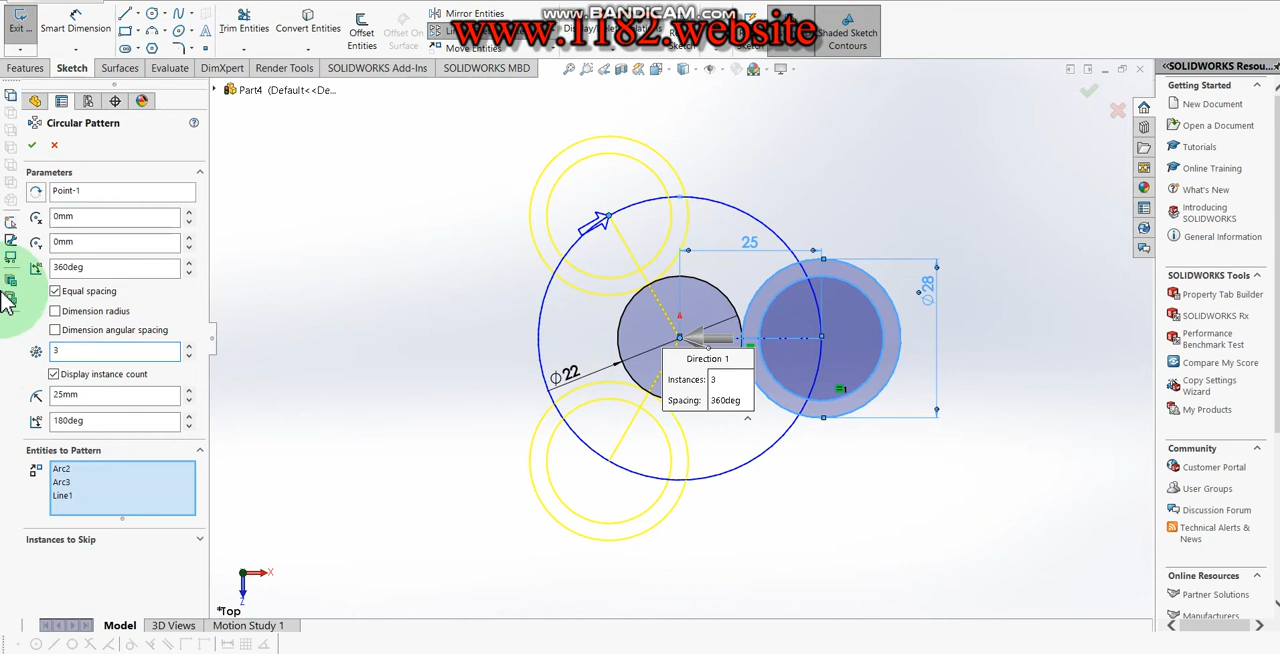 www.BANDICAM.com
www.1182.website
Exit ...
Smart Dimension
Trim Entities
Convert Entities
Offset Entities
Offset On Surface
Mirror Entities
Move Entities
Shaded Sketch Contours
Features
Sketch
Surfaces
Evaluate
DimXpert
Render Tools
SOLIDWORKS Add-Ins
SOLIDWORKS MBD
Part4 (Default<<De...
Circular Pattern
Parameters
Point-1
0mm
0mm
360deg
Equal spacing
Dimension radius
Dimension angular spacing
3
Display instance count
25mm
180deg
Entities to Pattern
Arc2
Arc3
Line1
Instances to Skip
25
Ø28
Ø22
1
Direction 1
Instances: 3
Spacing: 360deg
X
Z
*Top
Model
3D Views
Motion Study 1
SOLIDWORKS Resou...
Getting Started
New Document
Open a Document
Tutorials
Online Training
What's New
Introducing SOLIDWORKS
General Information
SOLIDWORKS Tools
Property Tab Builder
SOLIDWORKS Rx
Performance Benchmark Test
Compare My Score
Copy Settings Wizard
My Products
Community
Customer Portal
User Groups
Discussion Forum
Technical Alerts & News
Online Resources
Partner Solutions
Manufacturers